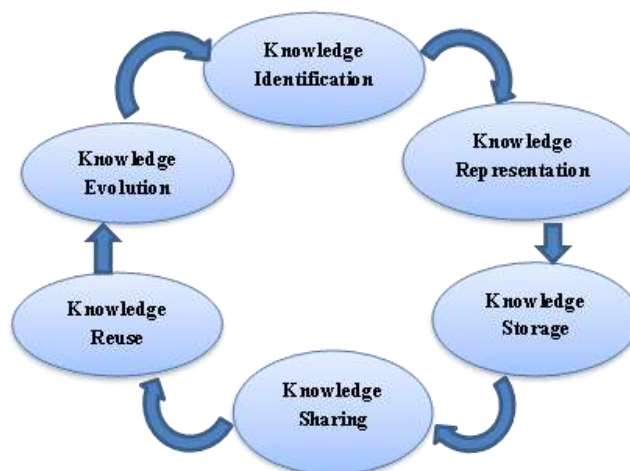 Knowledge
Identification
Knowledge
Representation
Knowledge
Storage
Knowledge
Sharing
Knowledge
Reuse
Knowledge
Evolution